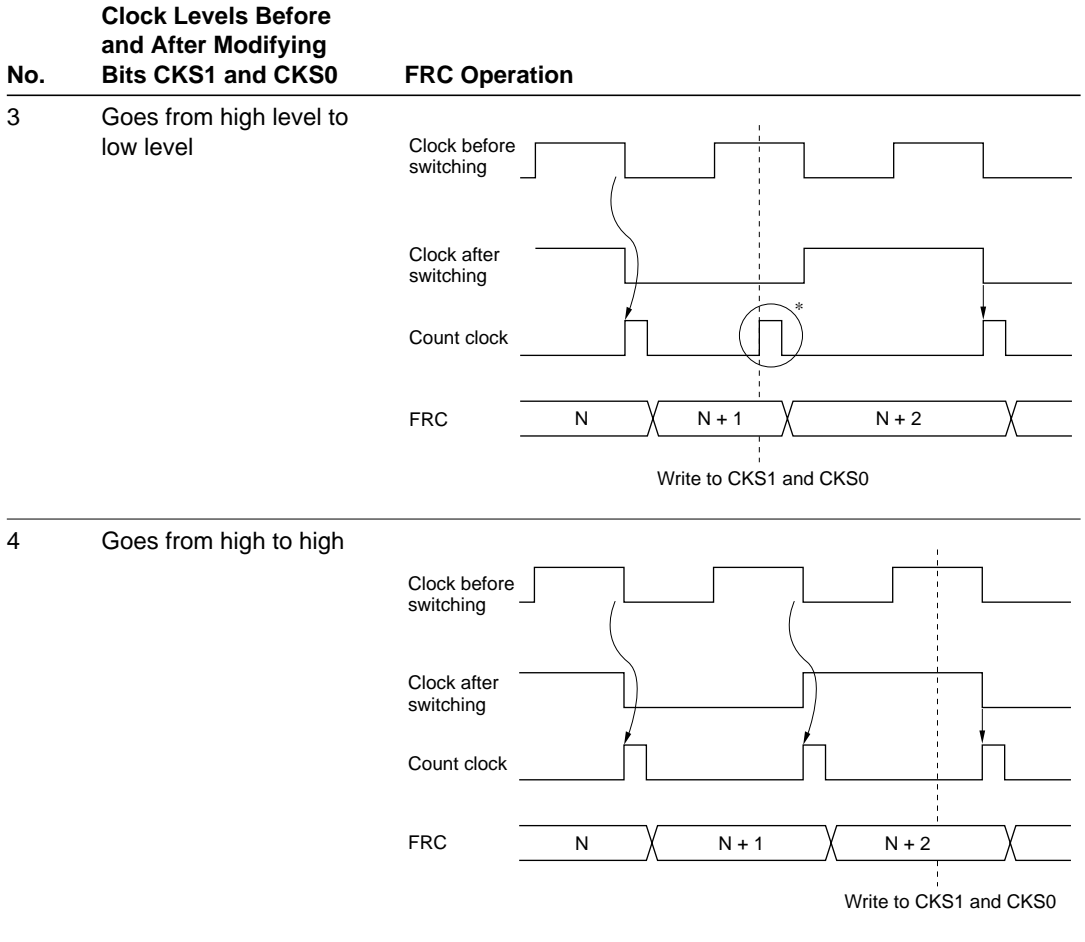 Clock Levels Before
and After Modifying
No. Bits CKS1 and CKS0 FRC Operation
3 Goes from high level to
low level
Clock before
switching
Clock after
switching
*
Count clock
FRC N N + 1 N + 2
Write to CKS1 and CKS0
4 Goes from high to high
Clock before
switching
Clock after
switching
Count clock
FRC N N + 1 N + 2
Write to CKS1 and CKS0